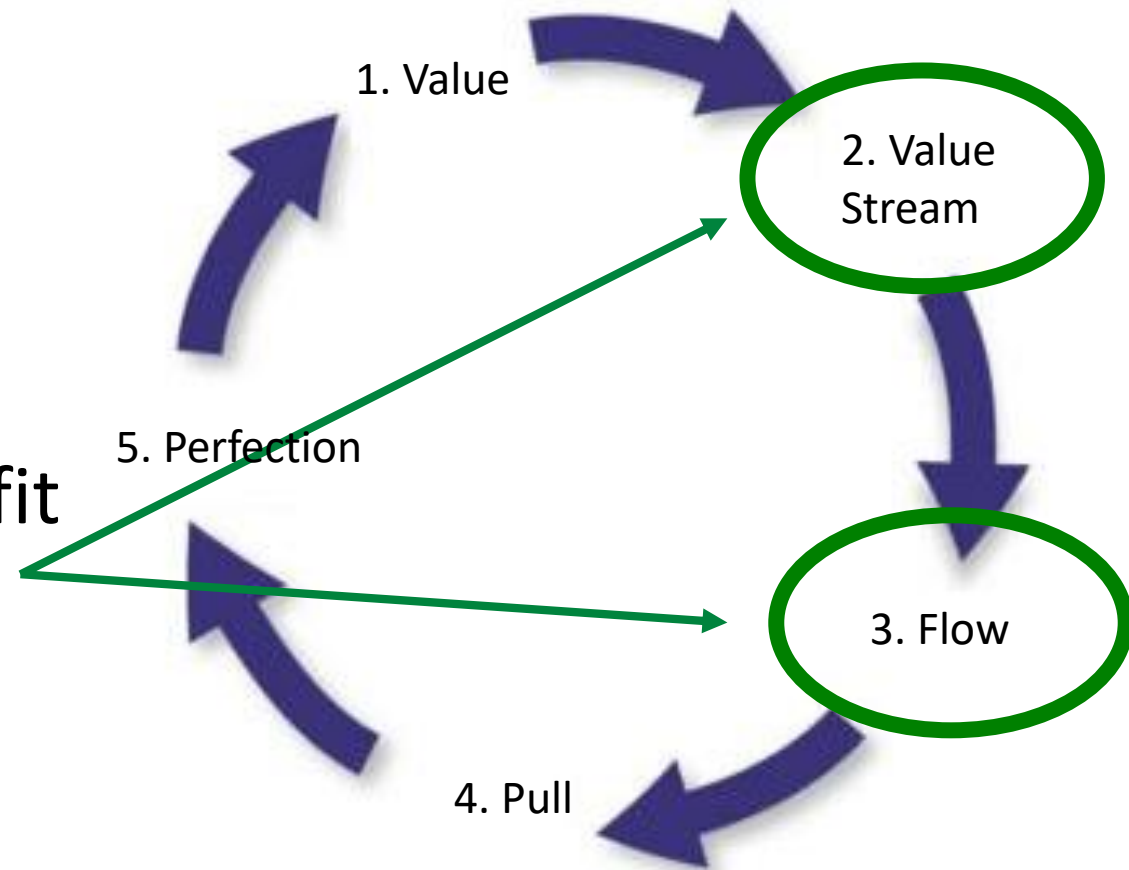 1. Value
2. Value
Stream
5. Perfection
fit
3. Flow
4. Pull